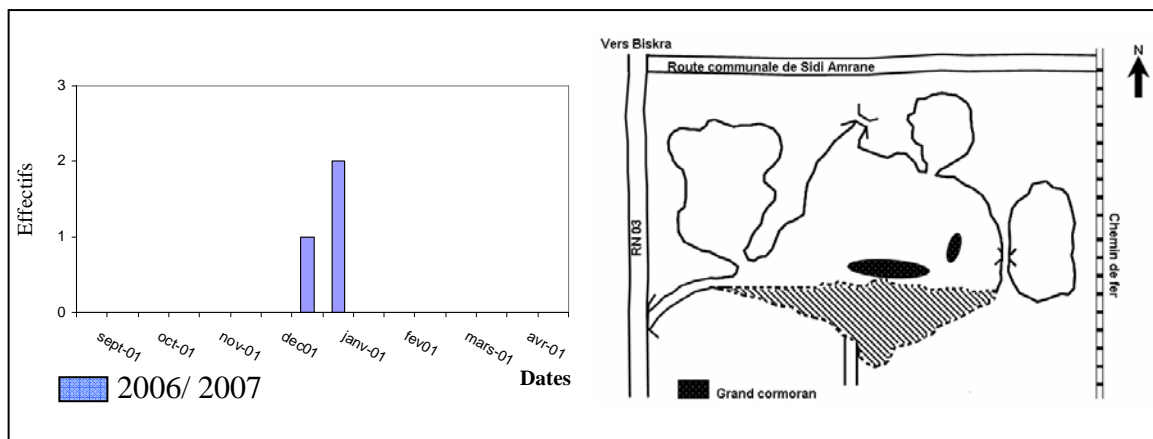 3
2
1
0
Effectifs
sept-01
oct-01
nov-01
dec01
janv-01
fev01
mars-01
avr-01
Dates
2006/ 2007
Vers Biskra
Route communale de Sidi Amrane
N
RN 03
Chemin de fer
Grand cormoran